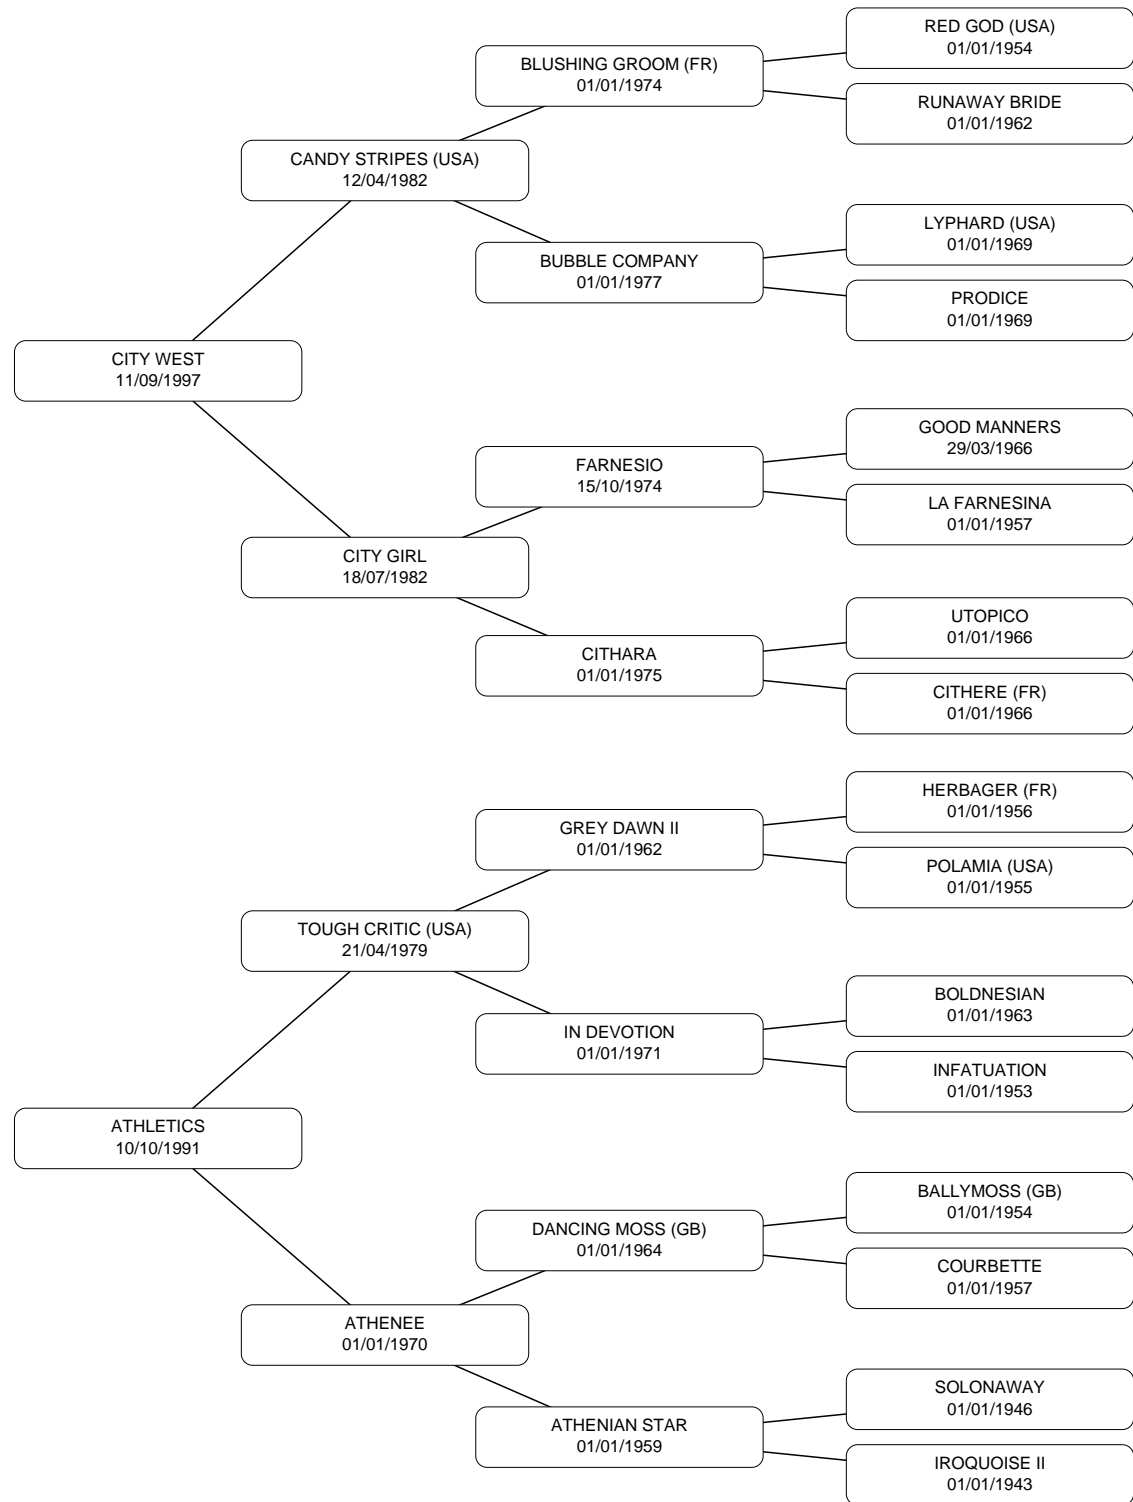 RED GOD (USA)
01/01/1954
BLUSHING GROOM (FR)
01/01/1974
RUNAWAY BRIDE
01/01/1962
CANDY STRIPES (USA)
12/04/1982
LYPHARD (USA)
01/01/1969
BUBBLE COMPANY
01/01/1977
PRODICE
01/01/1969
CITY WEST
11/09/1997
GOOD MANNERS
29/03/1966
FARNESIO
15/10/1974
LA FARNESINA
01/01/1957
CITY GIRL
18/07/1982
UTOPICO
01/01/1966
CITHARA
01/01/1975
CITHERE (FR)
01/01/1966
HERBAGER (FR)
01/01/1956
GREY DAWN II
01/01/1962
POLAMIA (USA)
01/01/1955
TOUGH CRITIC (USA)
21/04/1979
BOLDNESIAN
01/01/1963
IN DEVOTION
01/01/1971
INFATUATION
01/01/1953
ATHLETICS
10/10/1991
BALLYMOSS (GB)
01/01/1954
DANCING MOSS (GB)
01/01/1964
COURBETTE
01/01/1957
ATHENEE
01/01/1970
SOLONAWAY
01/01/1946
ATHENIAN STAR
01/01/1959
IROQUOISE II
01/01/1943